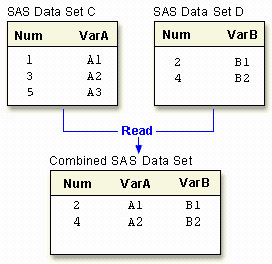 SAS Data Set C
Num VarA
1 A1
3 A2
5 A3
SAS Data Set D
Num VarB
2 B1
4 B2
Read
Combined SAS Data Set
Num VarA VarB
2 A1 B1
4 A2 B2